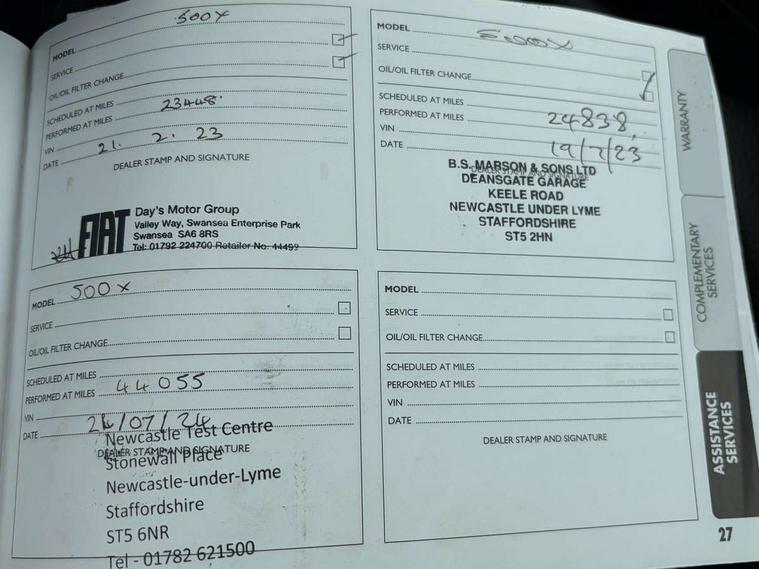 MODEL 500X
SERVICE
OIL/OIL FILTER CHANGE
SCHEDULED AT MILES
PERFORMED AT MILES 23448
VIN
DATE 21. 2. 23
DEALER STAMP AND SIGNATURE
FIAT
Day's Motor Group
Valley Way, Swansea Enterprise Park
Swansea SA6 8RS
Tel: 01792 224700 Retailer No. 44492
MODEL 500X
SERVICE
OIL/OIL FILTER CHANGE
SCHEDULED AT MILES
PERFORMED AT MILES 24838
VIN
DATE 19/7/23
DEALER STAMP AND SIGNATURE
B.S. MARSON & SONS LTD
DEANSGATE GARAGE
KEELE ROAD
NEWCASTLE UNDER LYME
STAFFORDSHIRE
ST5 2HN
MODEL 500X
SERVICE
OIL/OIL FILTER CHANGE
SCHEDULED AT MILES
PERFORMED AT MILES 44055
VIN
DATE
DEALER STAMP AND SIGNATURE
Newcastle Test Centre
Stonewall Place
Newcastle-under-Lyme
Staffordshire
ST5 6NR
Tel - 01782 621500
MODEL
SERVICE
OIL/OIL FILTER CHANGE
SCHEDULED AT MILES
PERFORMED AT MILES
VIN
DATE
DEALER STAMP AND SIGNATURE
WARRANTY
COMPLEMENTARY
SERVICES
ASSISTANCE
SERVICES
27